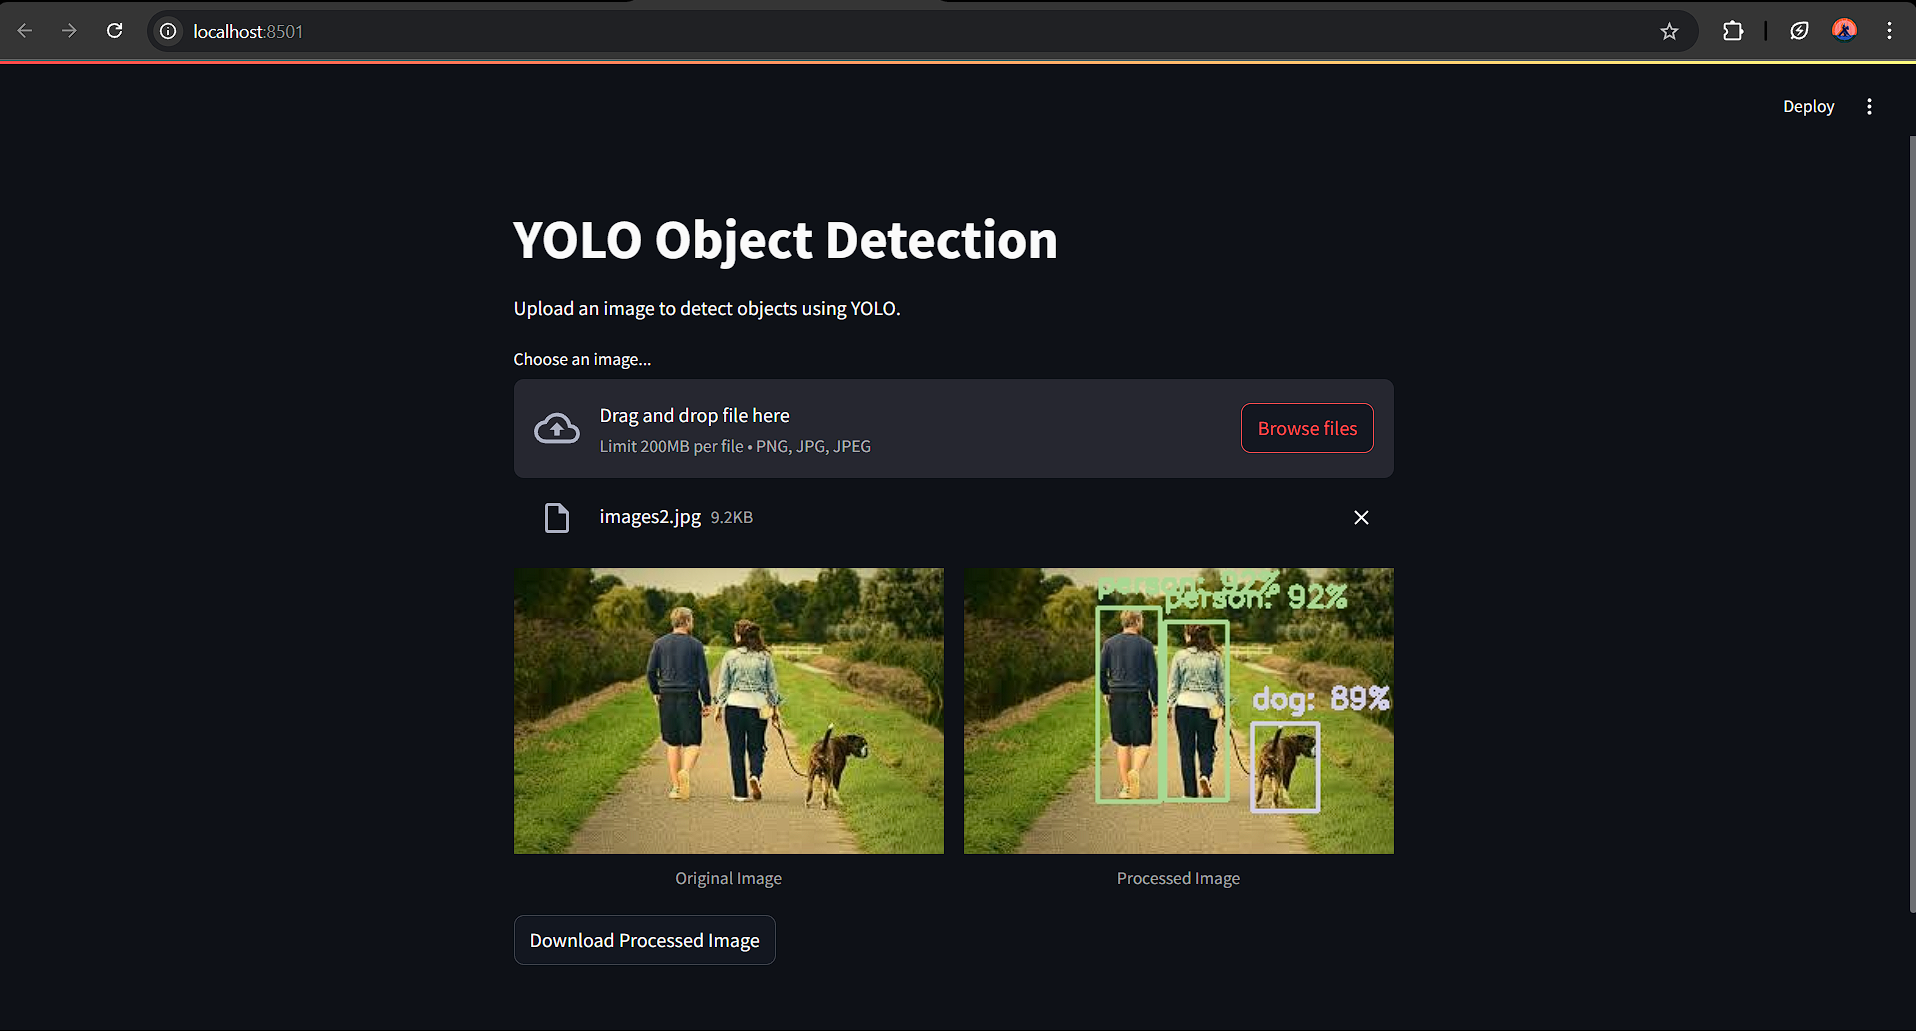 localhost:8501
Deploy
YOLO Object Detection
Upload an image to detect objects using YOLO.
Choose an image...
Drag and drop file here
Limit 200MB per file • PNG, JPG, JPEG
Browse files
images2.jpg 9.2KB
person:
person: 92%
dog: 89%
Original Image
Processed Image
Download Processed Image